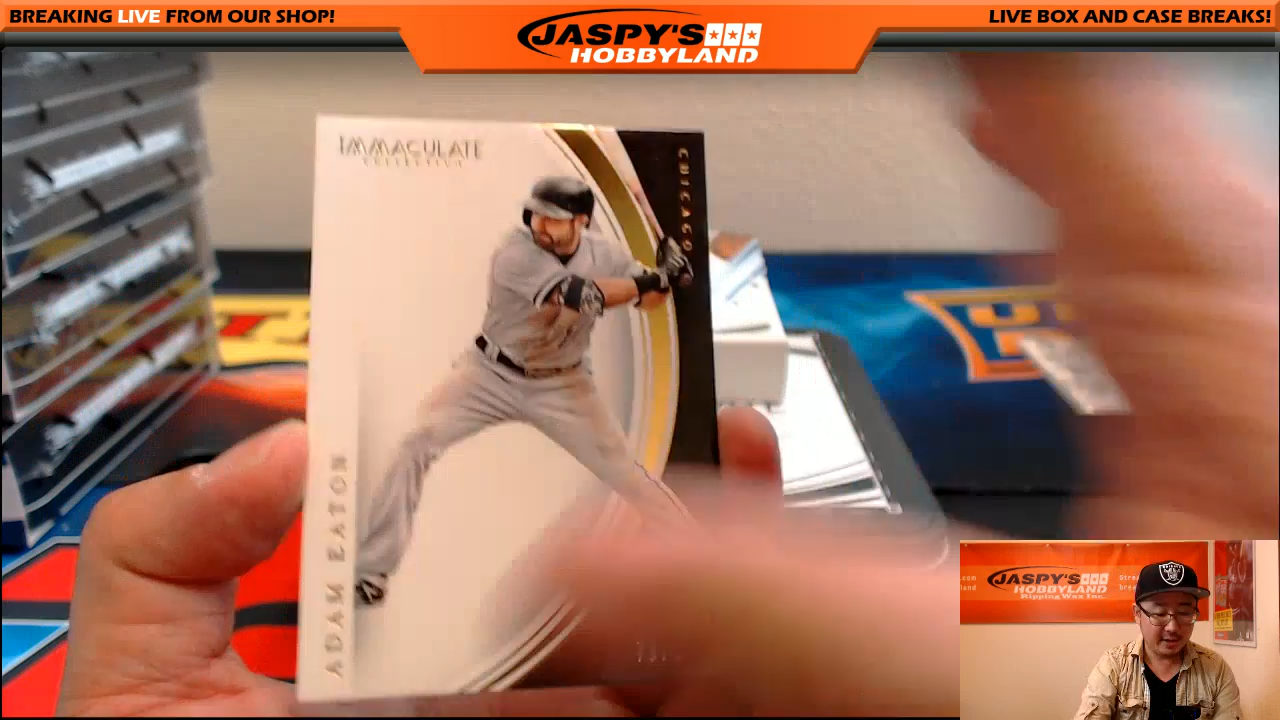 BREAKING LIVE FROM OUR SHOP!
JASPY'S
HOBBYLAND
LIVE BOX AND CASE BREAKS!
IMMACULATE
COLLECTION
CHICAGO
ADAM EATON
JASPY'S
HOBBYLAND
Ripping Wax Inc.